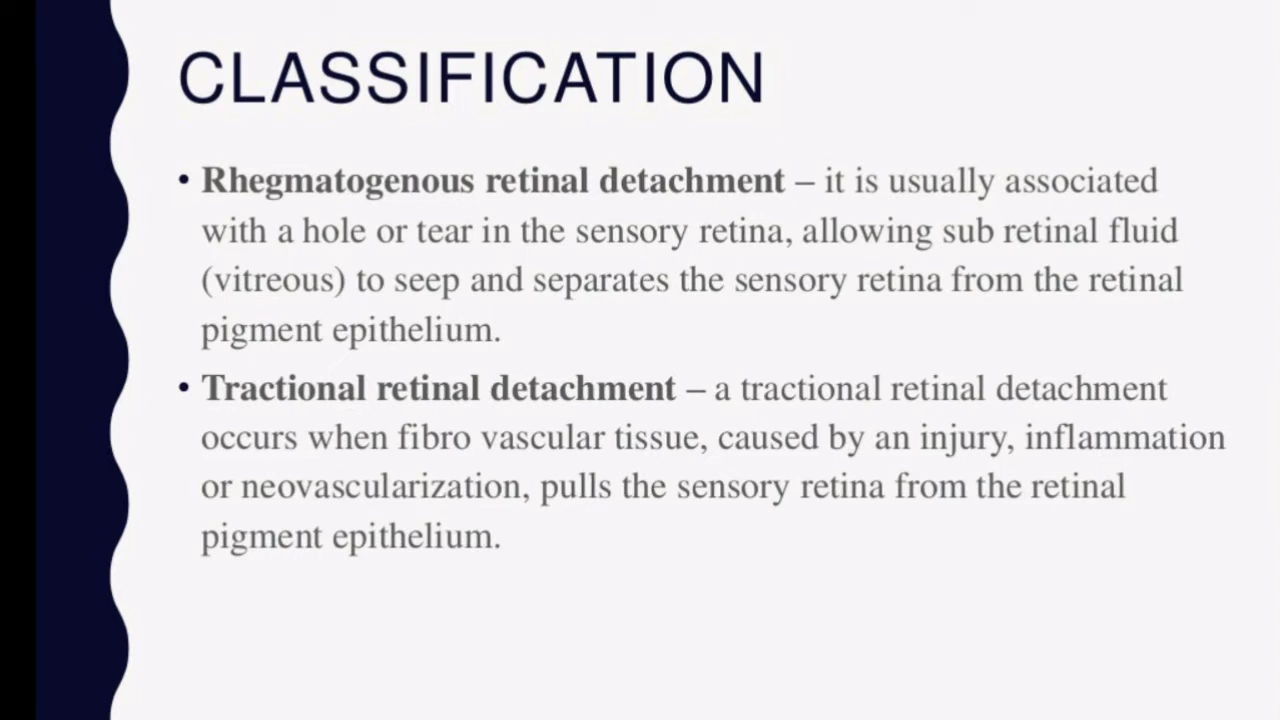 CLASSIFICATION
• Rhegmatogenous retinal detachment – it is usually associated
with a hole or tear in the sensory retina, allowing sub retinal fluid
(vitreous) to seep and separates the sensory retina from the retinal
pigment epithelium.
• Tractional retinal detachment – a tractional retinal detachment
occurs when fibro vascular tissue, caused by an injury, inflammation
or neovascularization, pulls the sensory retina from the retinal
pigment epithelium.